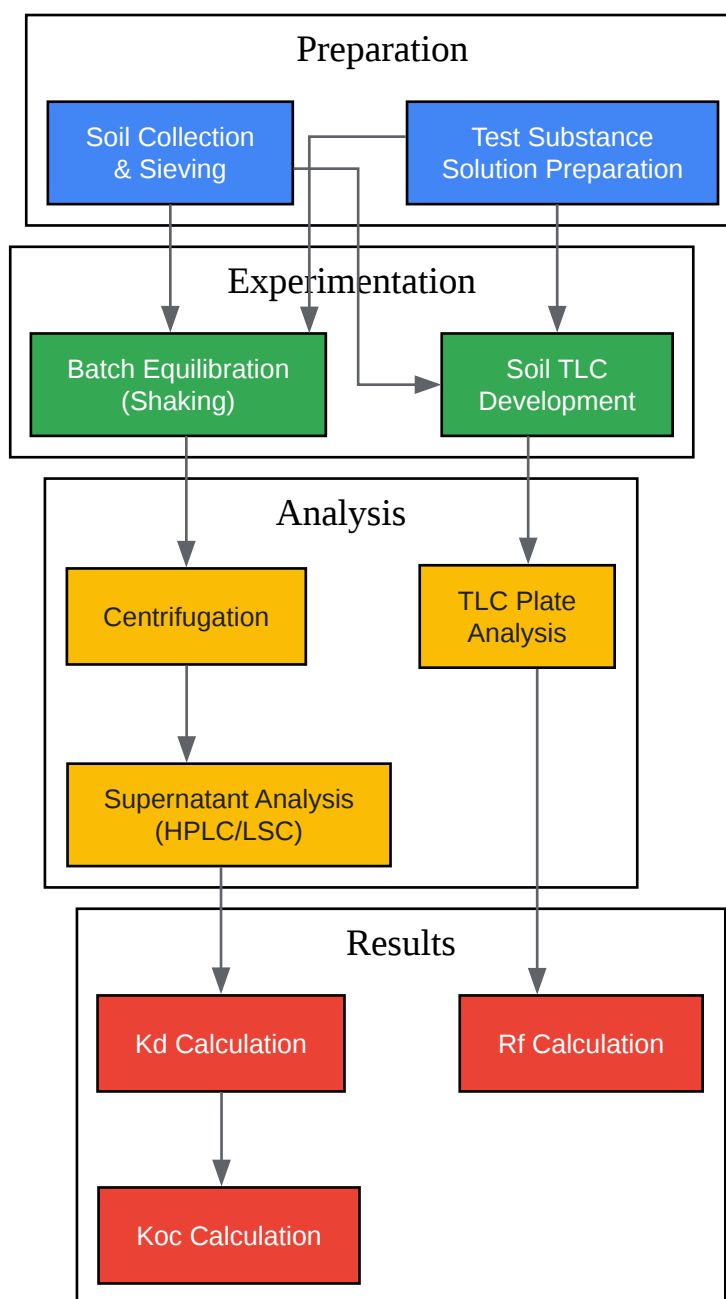 Preparation
Soil Collection
& Sieving
Test Substance
Solution Preparation
Experimentation
Batch Equilibration
(Shaking)
Soil TLC
Development
Analysis
Centrifugation
TLC Plate
Analysis
Supernatant Analysis
(HPLC/LSC)
Results
Kd Calculation
Rf Calculation
Koc Calculation